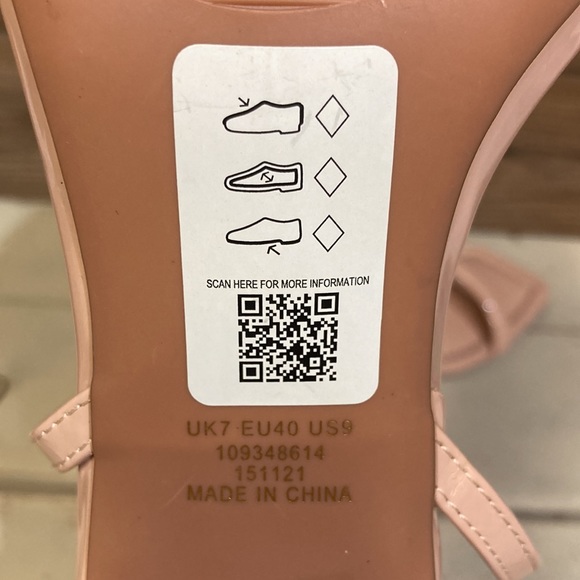 SCAN HERE FOR MORE INFORMATION
UK7 EU40 US9
109348614
151121
MADE IN CHINA